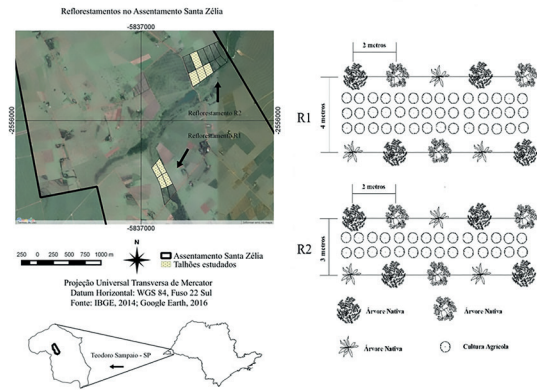 Reflorestamentos no Assentamento Santa Zélia
-5837000
-2556000
-2556000
Reflorestamento R2
Reflorestamento R1
-5837000
250 0 250 500 750 1000 m
N
Assentamento Santa Zélia
Talhões estudados
Projeção Universal Transversa de Mercator
Datum Horizontal: WGS 84, Fuso 22 Sul
Fonte: IBGE, 2014; Google Earth, 2016
Teodoro Sampaio - SP
2 metros
R1
4 metros
2 metros
R2
3 metros
Árvore Nativa
Árvore Nativa
Árvore Nativa
Cultura Agrícola